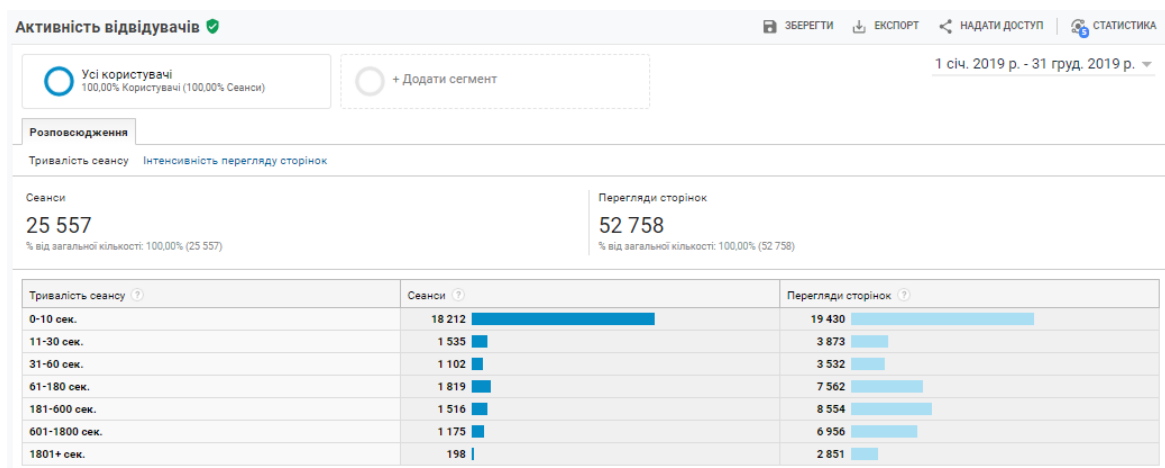 Активність відвідувачів
ЗБЕРЕГТИ ЕКСПОРТ НАДАТИ ДОСТУП СТАТИСТИКА
5
Усі користувачі
100,00% Користувачі (100,00% Сеанси)
+ Додати сегмент
1 січ. 2019 р. - 31 груд. 2019 р.
Розповсюдження
Тривалість сеансу Інтенсивність перегляду сторінок
Сеанси
25 557
% від загальної кількості: 100,00% (25 557)
Перегляди сторінок
52 758
% від загальної кількості: 100,00% (52 758)
Тривалість сеансу ? Сеанси ? Перегляди сторінок ?
0-10 сек. 18 212 19 430
11-30 сек. 1 535 3 873
31-60 сек. 1 102 3 532
61-180 сек. 1 819 7 562
181-600 сек. 1 516 8 554
601-1800 сек. 1 175 6 956
1801+ сек. 198 2 851